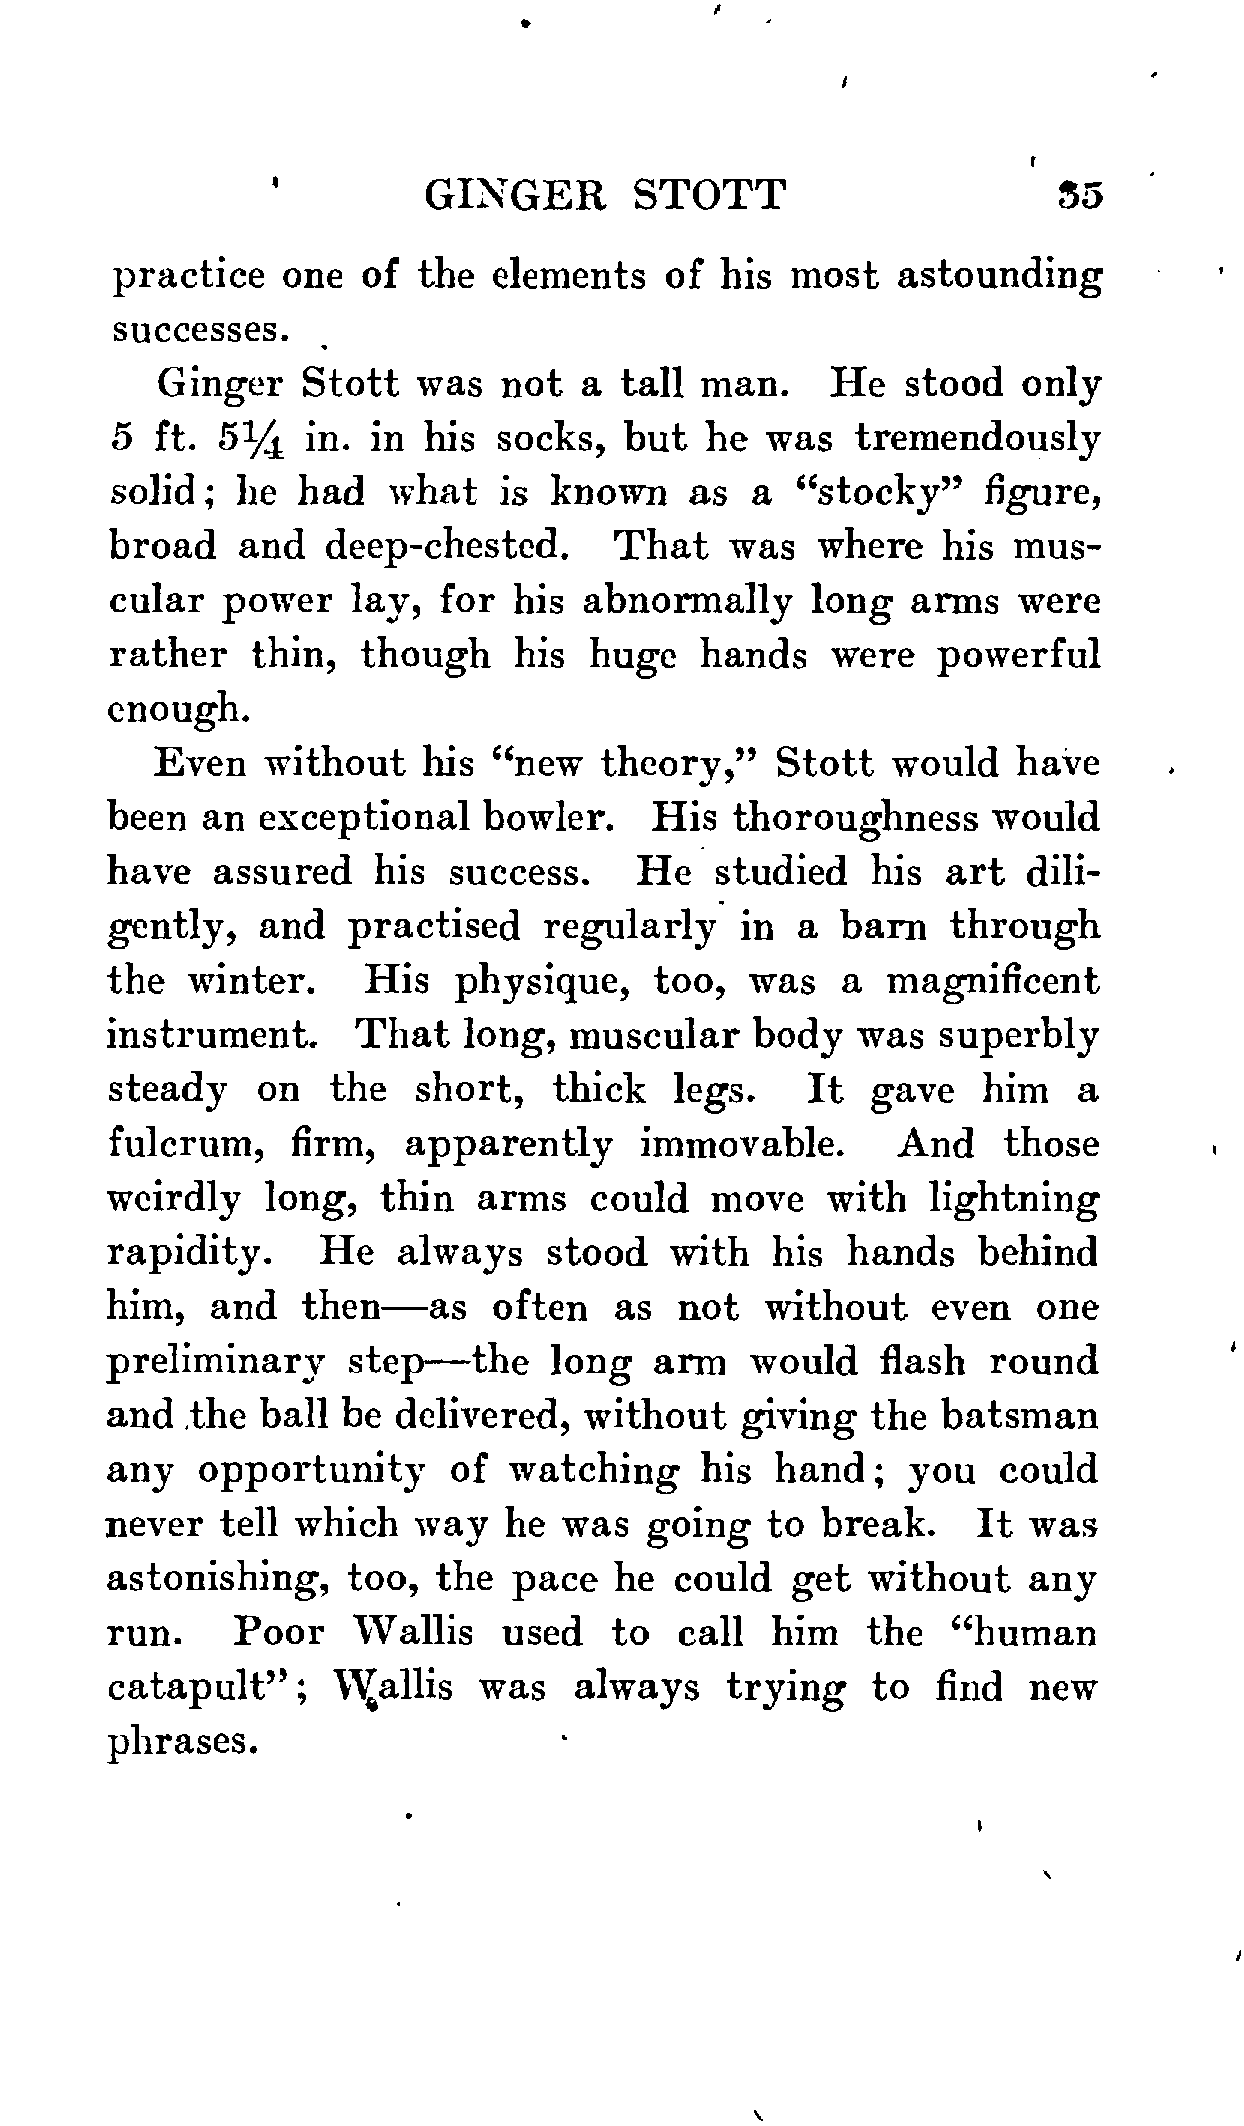 GINGER STOTT 35
practice one of the elements of his most astounding
successes.
Ginger Stott was not a tall man. He stood only
5 ft. 5¼ in. in his socks, but he was tremendously
solid; he had what is known as a “stocky” figure,
broad and deep-chested. That was where his mus-
cular power lay, for his abnormally long arms were
rather thin, though his huge hands were powerful
enough.
Even without his “new theory,” Stott would have
been an exceptional bowler. His thoroughness would
have assured his success. He studied his art dili-
gently, and practised regularly in a barn through
the winter. His physique, too, was a magnificent
instrument. That long, muscular body was superbly
steady on the short, thick legs. It gave him a
fulcrum, firm, apparently immovable. And those
weirdly long, thin arms could move with lightning
rapidity. He always stood with his hands behind
him, and then—as often as not without even one
preliminary step—the long arm would flash round
and the ball be delivered, without giving the batsman
any opportunity of watching his hand; you could
never tell which way he was going to break. It was
astonishing, too, the pace he could get without any
run. Poor Wallis used to call him the “human
catapult”; Wallis was always trying to find new
phrases.